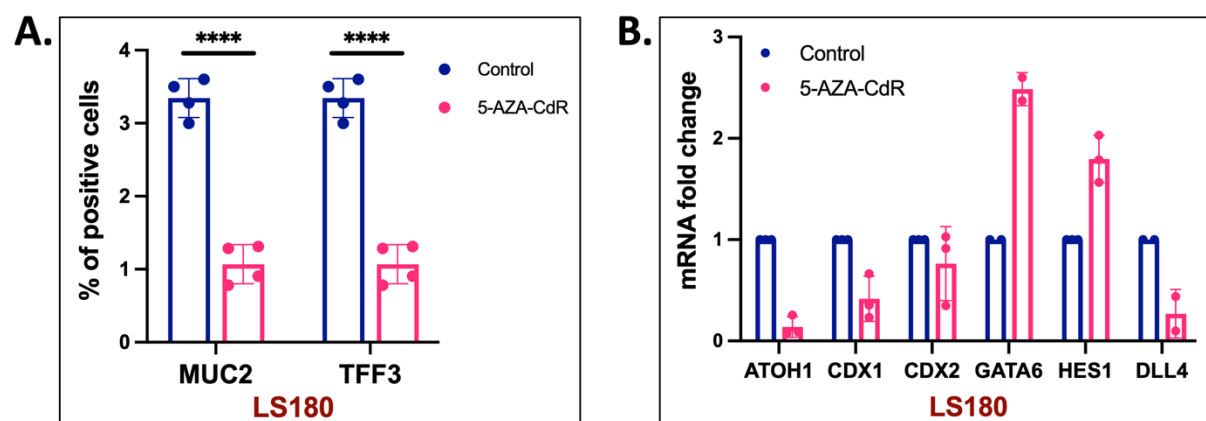 A.
% of positive cells
4
3
2
1
0
****
****
Control
5-AZA-CdR
MUC2
TFF3
LS180
B.
mRNA fold change
3
2
1
0
Control
5-AZA-CdR
ATOH1
CDX1
CDX2
GATA6
HES1
DLL4
LS180